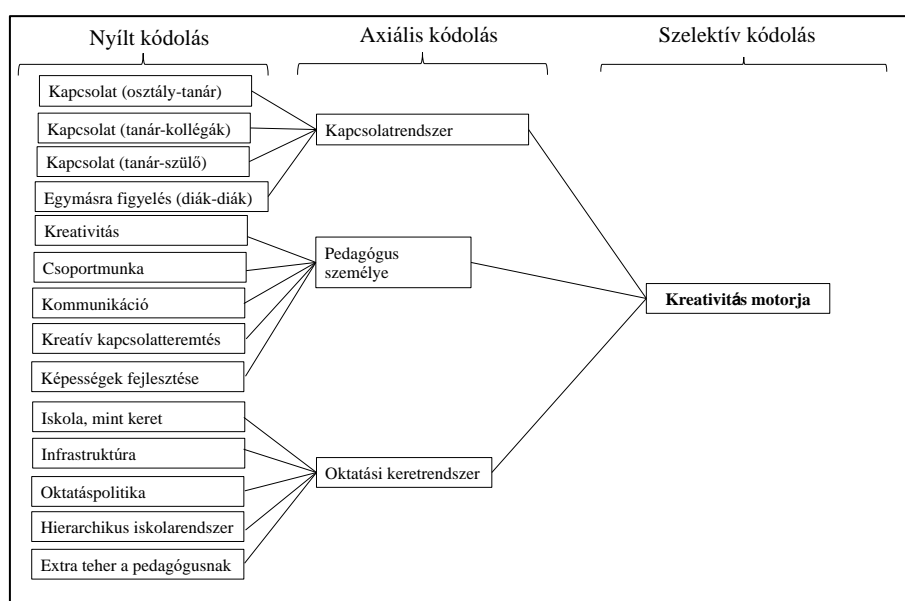 Nyílt kódolás
Axiális kódolás
Szelektív kódolás
Kapcsolat (osztály-tanár)
Kapcsolat (tanár-kollégák)
Kapcsolat (tanár-szülő)
Egymásra figyelés (diák-diák)
Kreativitás
Csoportmunka
Kommunikáció
Kreatív kapcsolatteremtés
Képességek fejlesztése
Iskola, mint keret
Infrastruktúra
Oktatáspolitika
Hierarchikus iskolarendszer
Extra teher a pedagógusnak
Kapcsolatrendszer
Pedagógus
személye
Oktatási keretrendszer
Kreativitás motorja